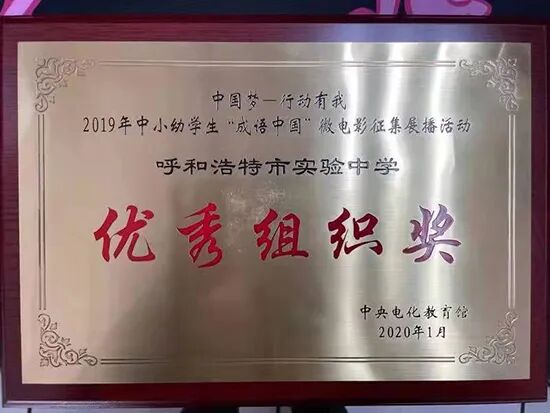 中国梦—行动有我
2019年中小幼学生“成语中国”微电影征集展播活动
呼和浩特市实验中学
优秀组织奖
中央电化教育馆
2020年1月